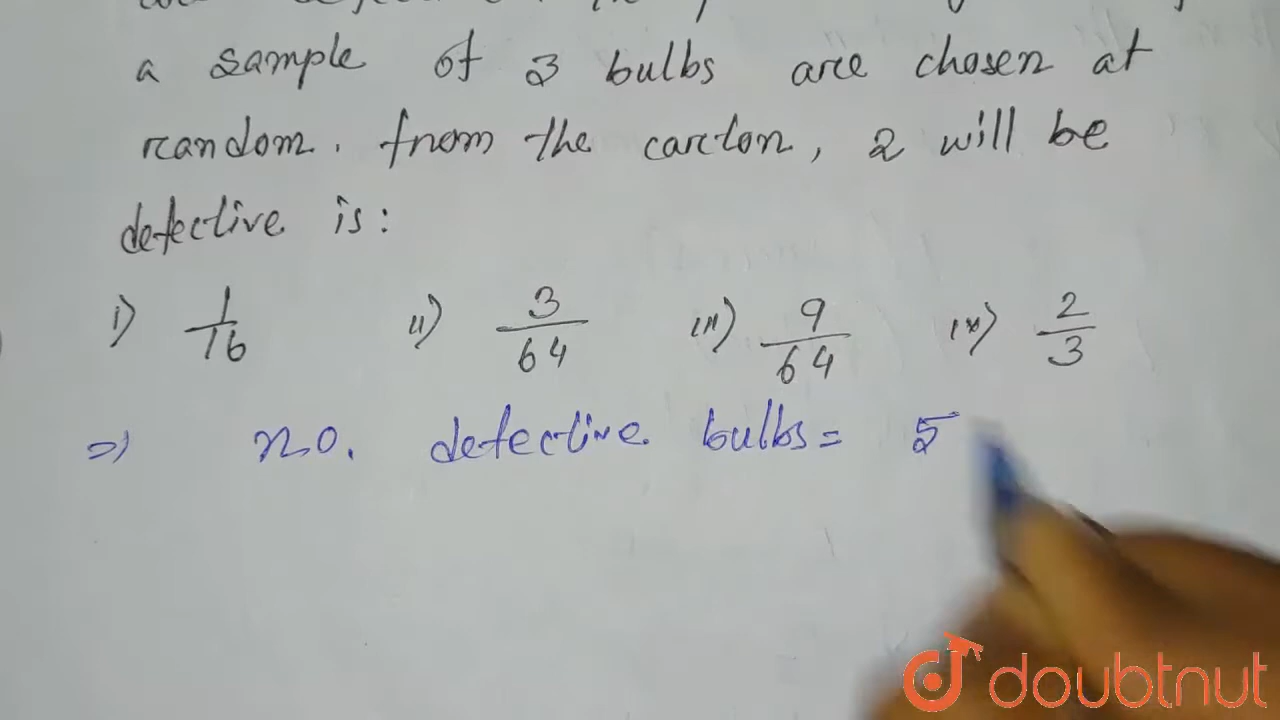 a sample of 3 bulbs are chosen at
random. from the carton, 2 will be
defective is:
i) 1/16 ii) 3/64 iii) 9/64 iv) 2/3
=> no. defective bulbs = 5
doubtnut